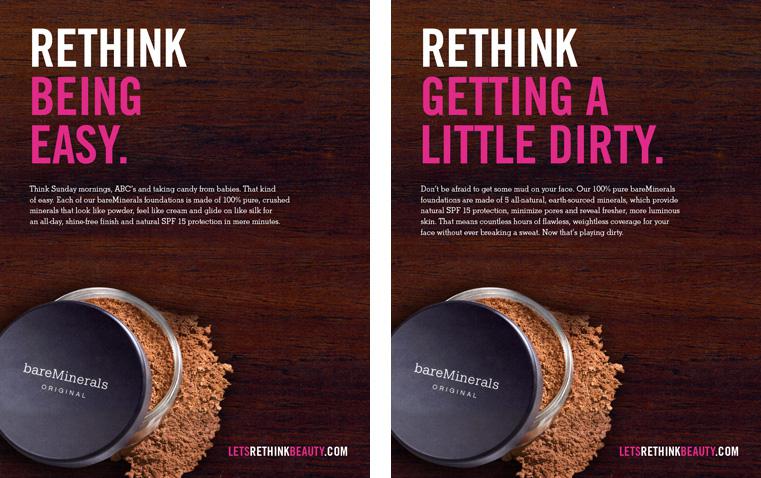 RETHINK
BEING
EASY.
Think Sunday mornings, ABC's and taking candy from babies. That kind
of easy. Each of our bareMinerals foundations is made of 100% pure, crushed
minerals that look like powder, feel like cream and glide on like silk for
an all-day, shine-free finish and natural SPF 15 protection in mere minutes.
bareMinerals
ORIGINAL
LETSRETHINKBEAUTY.COM
RETHINK
GETTING A
LITTLE DIRTY.
Don't be afraid to get some mud on your face. Our 100% pure bareMinerals
foundations are made of 5 all-natural, earth-sourced minerals, which provide
natural SPF 15 protection, minimize pores and reveal fresher, more luminous
skin. That means countless hours of flawless, weightless coverage for your
face without ever breaking a sweat. Now that's playing dirty.
bareMinerals
ORIGINAL
LETSRETHINKBEAUTY.COM